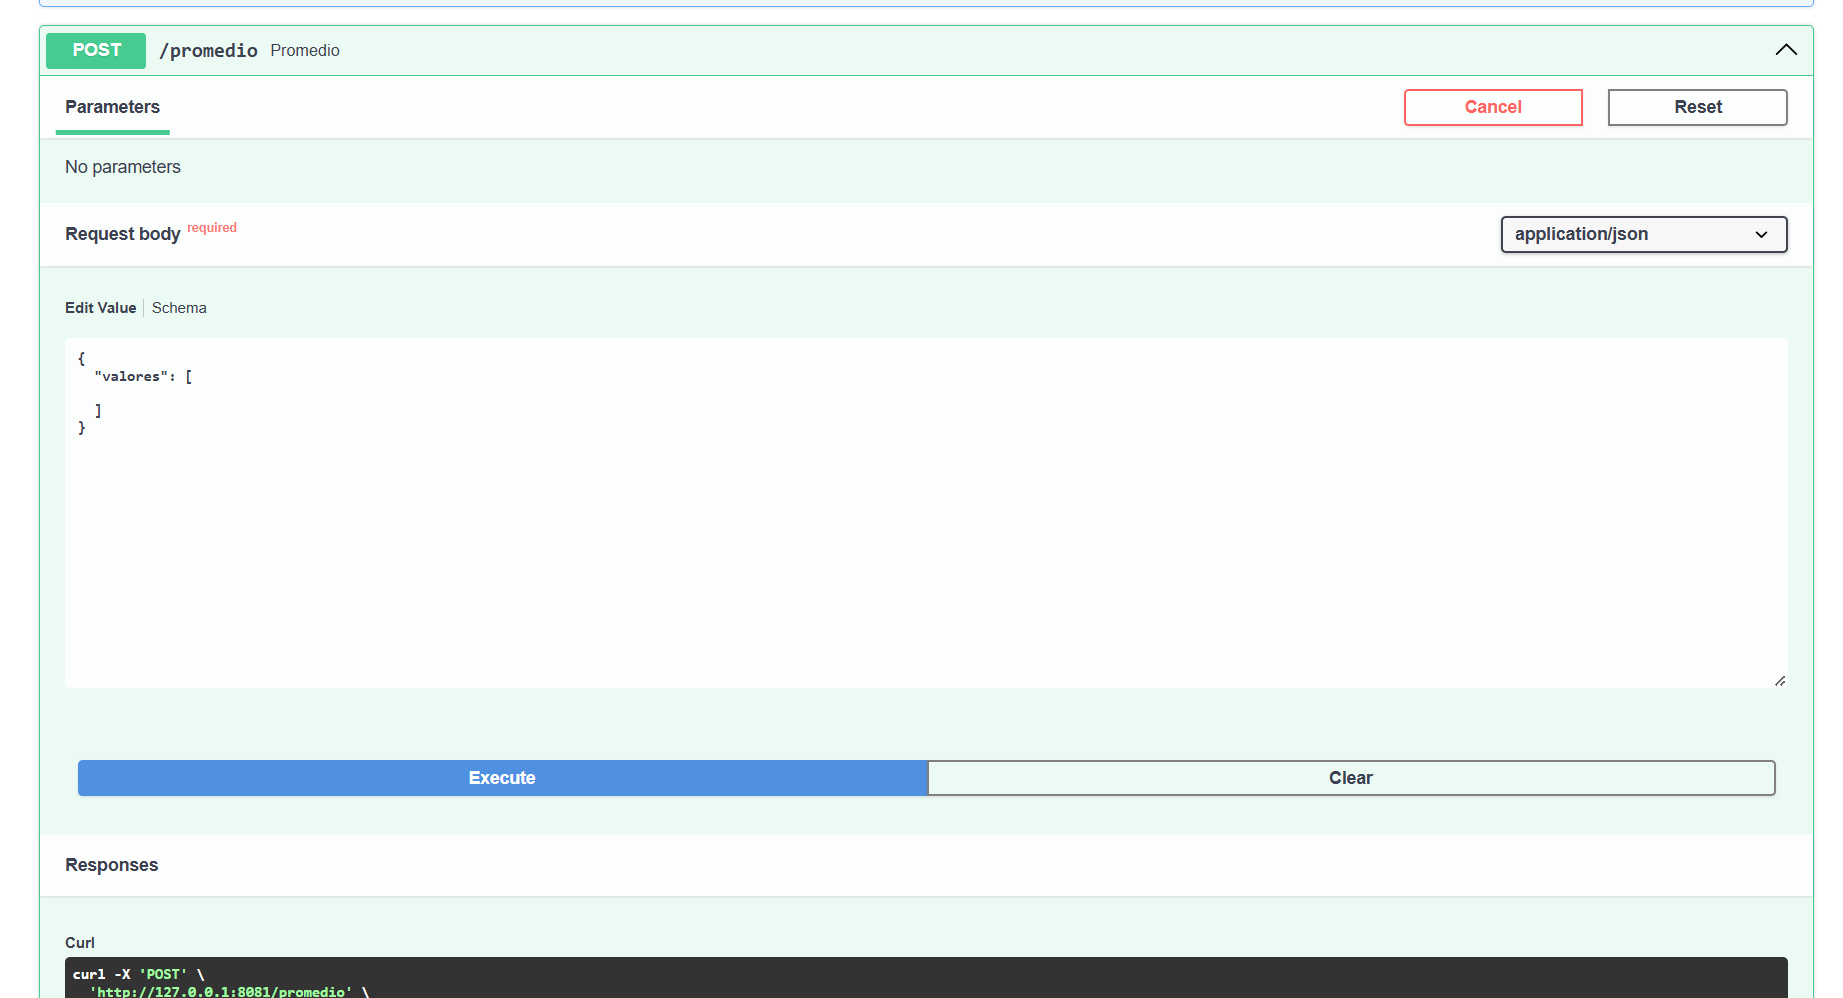 POST /promedio Promedio
Parameters
Cancel
Reset
No parameters
Request body required
application/json
Edit Value Schema
{
  "valores": [

  ]
}
Execute
Clear
Responses
Curl
curl -X 'POST' \
  'http://127.0.0.1:8081/promedio' \